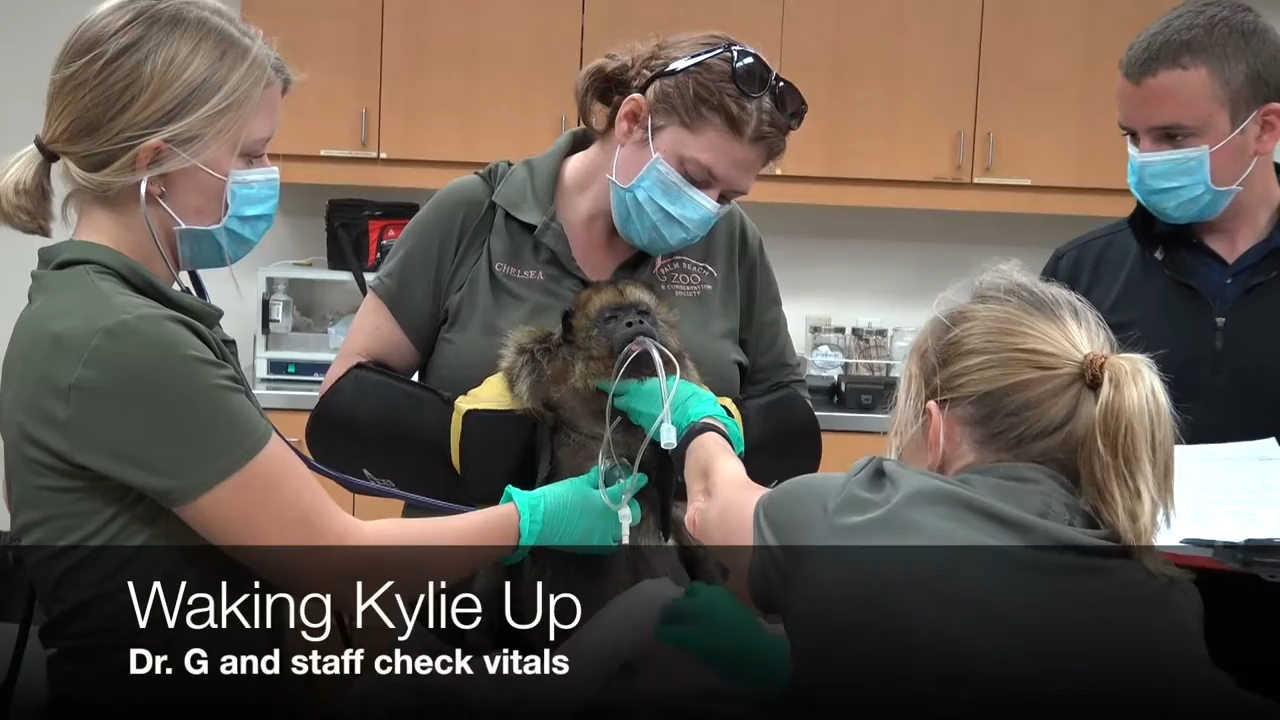 CHELSEA
PALM BEACH
ZOO
& CONSERVATION
SOCIETY
Waking Kylie Up
Dr. G and staff check vitals